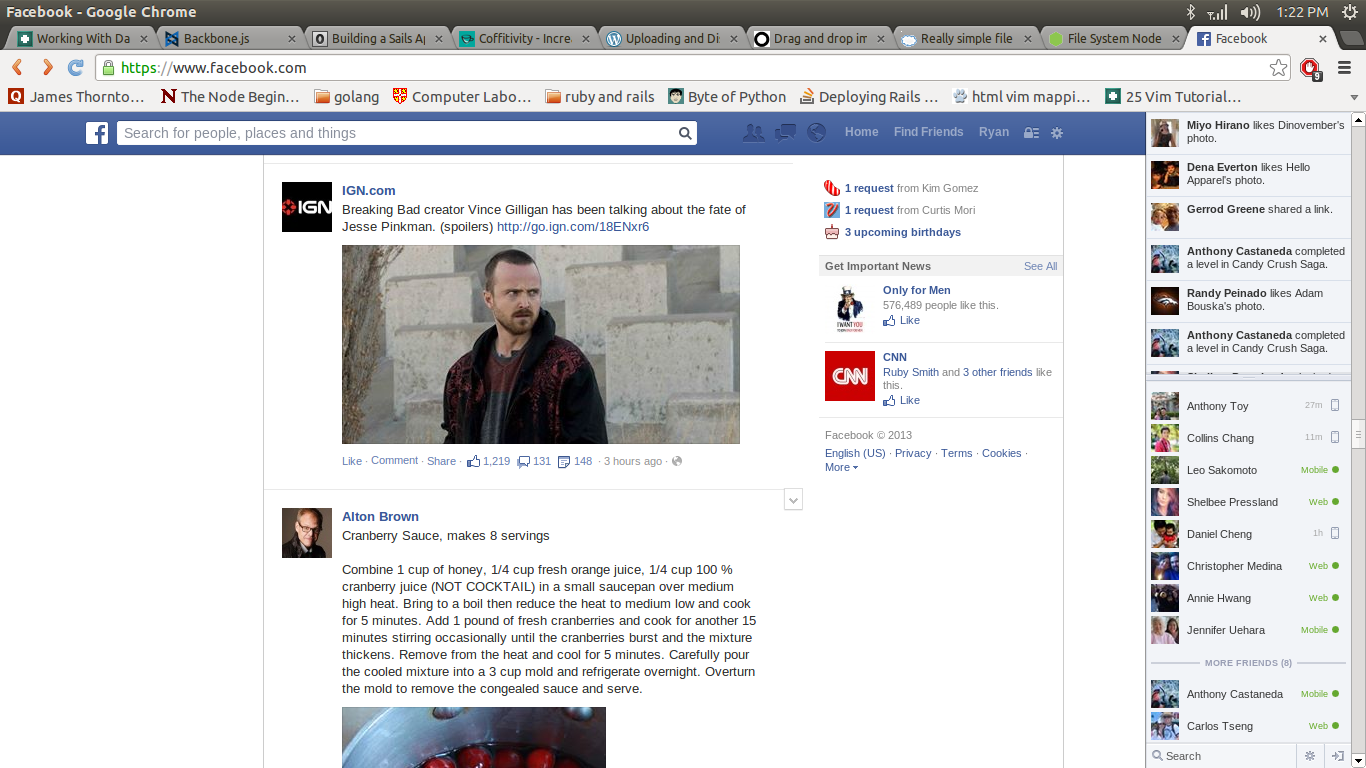 Facebook - Google Chrome
1:22 PM
Working With Da
Backbone.js
Building a Sails Ap
Coffitivity - Increa
Uploading and Dis
Drag and drop im
Really simple file
File System Node
Facebook
https://www.facebook.com
9
James Thornto…
The Node Begin…
golang
Computer Labo…
ruby and rails
Byte of Python
Deploying Rails …
html vim mappi…
25 Vim Tutorial…
Search for people, places and things
Home
Find Friends
Ryan
IGN
IGN.com
Breaking Bad creator Vince Gilligan has been talking about the fate of
Jesse Pinkman. (spoilers) http://go.ign.com/18ENxr6
Like · Comment · Share · 1,219 131 148 · 3 hours ago ·
Alton Brown
Cranberry Sauce, makes 8 servings
Combine 1 cup of honey, 1/4 cup fresh orange juice, 1/4 cup 100 %
cranberry juice (NOT COCKTAIL) in a small saucepan over medium
high heat. Bring to a boil then reduce the heat to medium low and cook
for 5 minutes. Add 1 pound of fresh cranberries and cook for another 15
minutes stirring occasionally until the cranberries burst and the mixture
thickens. Remove from the heat and cool for 5 minutes. Carefully pour
the cooled mixture into a 3 cup mold and refrigerate overnight. Overturn
the mold to remove the congealed sauce and serve.
1 request from Kim Gomez
1 request from Curtis Mori
3 upcoming birthdays
Get Important News
See All
I WANT YOU
Only for Men
576,489 people like this.
Like
CNN
CNN
Ruby Smith and 3 other friends like
this.
Like
Facebook © 2013
English (US) · Privacy · Terms · Cookies ·
More
Miyo Hirano likes Dinovember's
photo.
Dena Everton likes Hello
Apparel's photo.
Gerrod Greene shared a link.
Anthony Castaneda completed
a level in Candy Crush Saga.
Randy Peinado likes Adam
Bouska's photo.
Anthony Castaneda completed
a level in Candy Crush Saga.
Anthony Toy 27m
Collins Chang 11m
Leo Sakomoto Mobile
Shelbee Pressland Web
Daniel Cheng 1h
Christopher Medina Web
Annie Hwang Web
Jennifer Uehara Mobile
MORE FRIENDS (8)
Anthony Castaneda Mobile
Carlos Tseng Web
Search